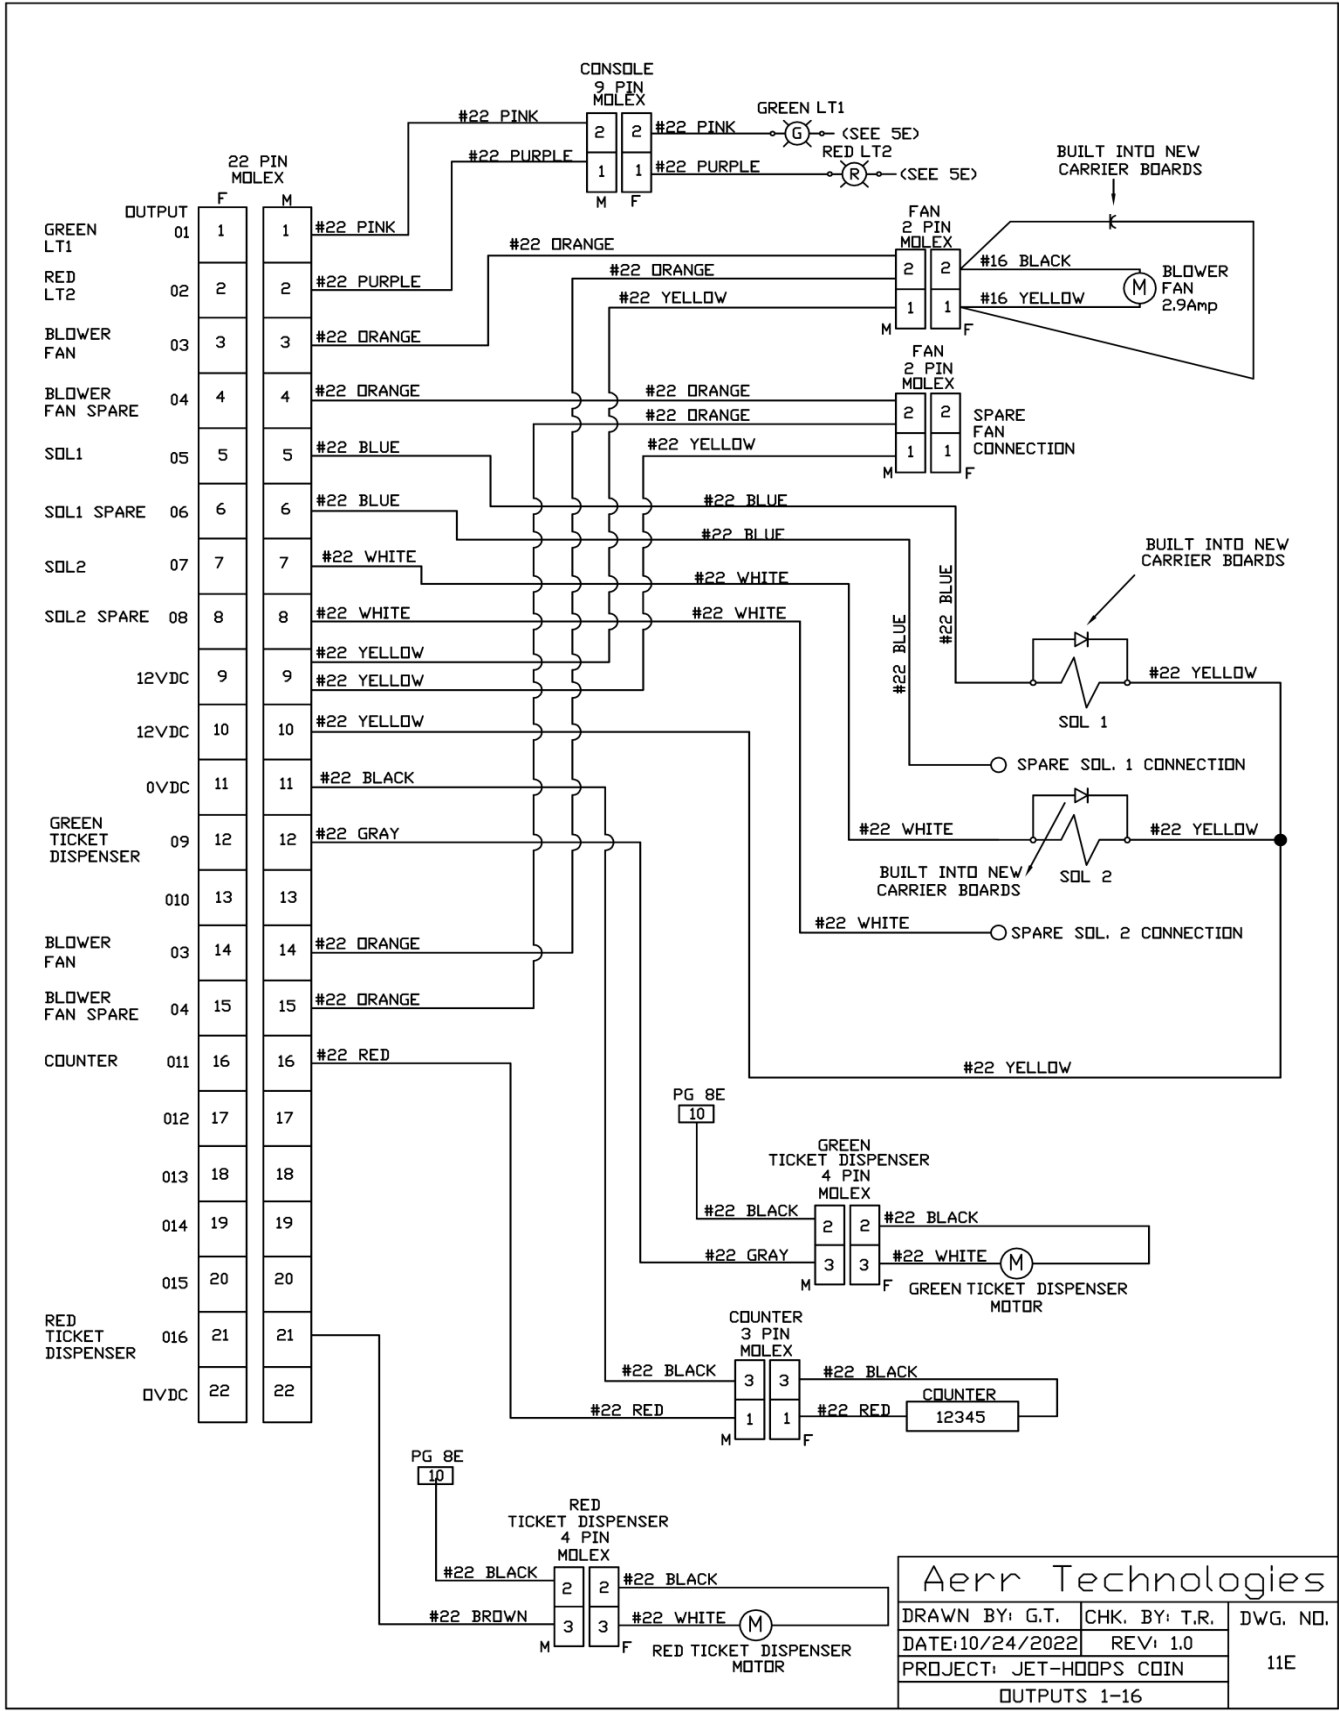 CONSOLE
9 PIN
MOLEX
#22 PINK
2 2
#22 PINK
GREEN LT1
G
(SEE 5E)
#22 PURPLE
1 1
#22 PURPLE
RED LT2
R
(SEE 5E)
M F
BUILT INTO NEW
CARRIER BOARDS
22 PIN
MOLEX
F M
OUTPUT
GREEN
LT1
01 1 1 #22 PINK
RED
LT2
02 2 2 #22 PURPLE
BLOWER
FAN
03 3 3 #22 ORANGE
BLOWER
FAN SPARE
04 4 4 #22 ORANGE
SOL1 05 5 5 #22 BLUE
SOL1 SPARE 06 6 6 #22 BLUE
SOL2 07 7 7 #22 WHITE
SOL2 SPARE 08 8 8 #22 WHITE
#22 YELLOW
12VDC 9 9
#22 YELLOW
12VDC 10 10 #22 YELLOW
0VDC 11 11 #22 BLACK
GREEN
TICKET
DISPENSER
09 12 12 #22 GRAY
010 13 13
BLOWER
FAN
03 14 14 #22 ORANGE
BLOWER
FAN SPARE
04 15 15 #22 ORANGE
COUNTER 011 16 16 #22 RED
012 17 17
013 18 18
014 19 19
015 20 20
RED
TICKET
DISPENSER
016 21 21
0VDC 22 22
FAN
2 PIN
MOLEX
#22 ORANGE
#22 ORANGE
2 2
#16 BLACK
#22 YELLOW
1 1
#16 YELLOW
M F
M
BLOWER
FAN
2.9Amp
FAN
2 PIN
MOLEX
#22 ORANGE
#22 ORANGE
2 2
#22 YELLOW
1 1
M F
SPARE
FAN
CONNECTION
#22 BLUE
#22 BLUE
#22 WHITE
#22 WHITE
#22 BLUE
#22 BLUE
BUILT INTO NEW
CARRIER BOARDS
#22 YELLOW
SOL 1
SPARE SOL. 1 CONNECTION
#22 WHITE
#22 YELLOW
BUILT INTO NEW
CARRIER BOARDS
SOL 2
#22 WHITE
SPARE SOL. 2 CONNECTION
#22 YELLOW
PG 8E
10
GREEN
TICKET DISPENSER
4 PIN
MOLEX
#22 BLACK
2 2
#22 BLACK
#22 GRAY
3 3
#22 WHITE
M
M F
GREEN TICKET DISPENSER
MOTOR
COUNTER
3 PIN
MOLEX
#22 BLACK
3 3
#22 BLACK
COUNTER
#22 RED
1 1
#22 RED
12345
M F
PG 8E
10
RED
TICKET DISPENSER
4 PIN
MOLEX
#22 BLACK
2 2
#22 BLACK
#22 BROWN
3 3
#22 WHITE
M
M F
RED TICKET DISPENSER
MOTOR
Aerr Technologies
DRAWN BY: G.T. CHK. BY: T.R. DWG. NO.
DATE:10/24/2022 REV: 1.0
11E
PROJECT: JET-HOOPS COIN
OUTPUTS 1-16